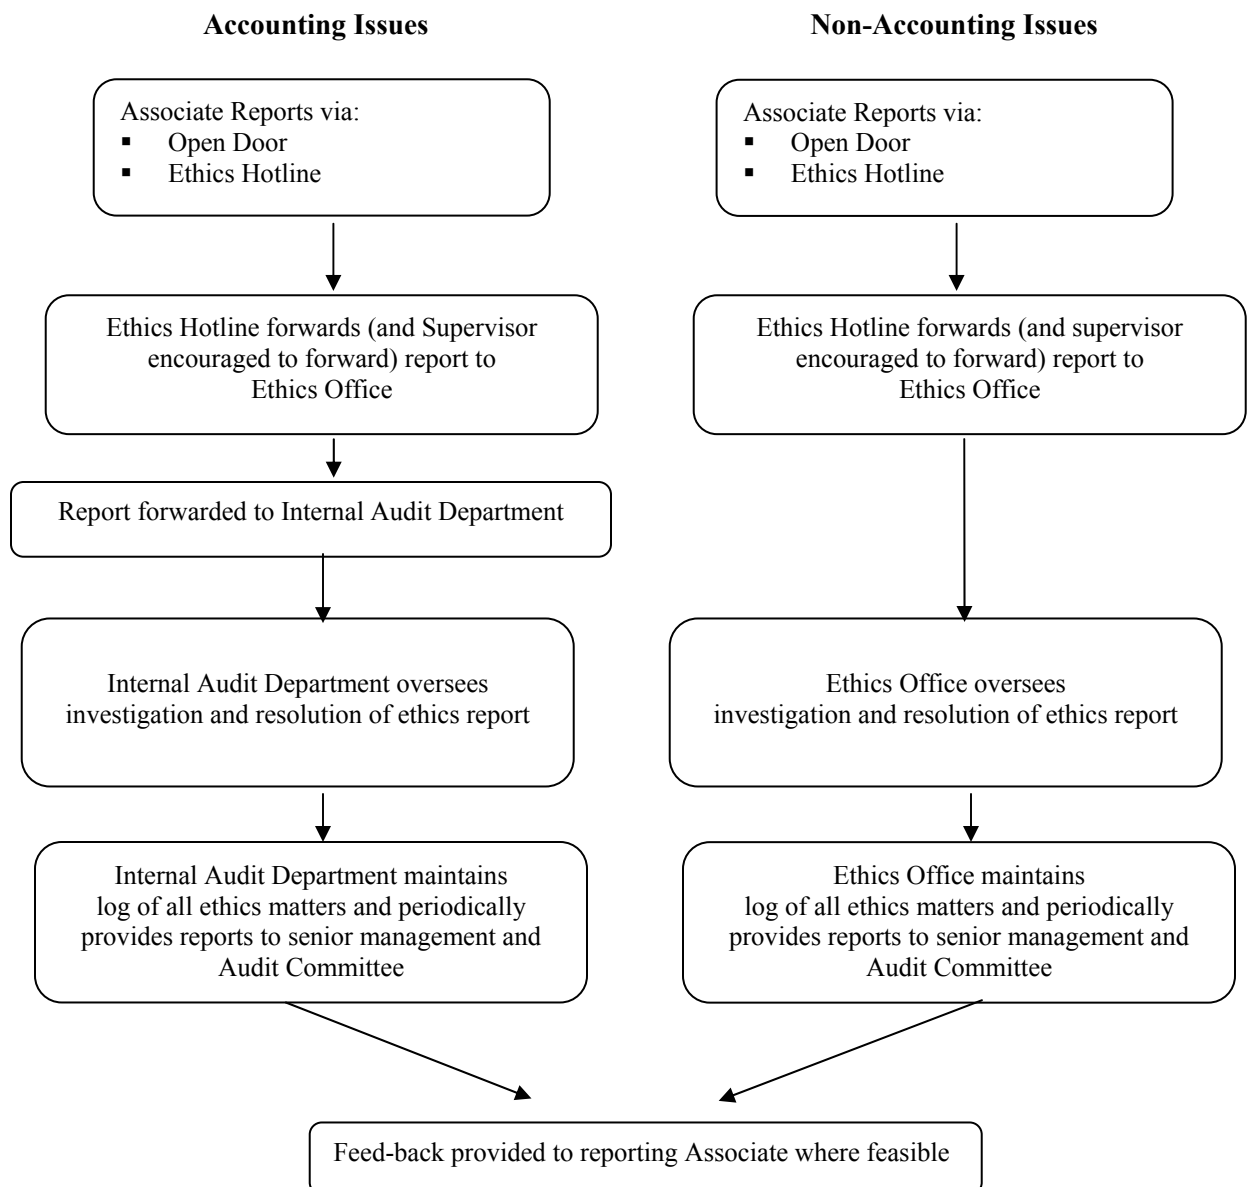 Accounting Issues
Non-Accounting Issues
Associate Reports via:
▪ Open Door
▪ Ethics Hotline
Associate Reports via:
▪ Open Door
▪ Ethics Hotline
Ethics Hotline forwards (and Supervisor
encouraged to forward) report to
Ethics Office
Ethics Hotline forwards (and supervisor
encouraged to forward) report to
Ethics Office
Report forwarded to Internal Audit Department
Internal Audit Department oversees
investigation and resolution of ethics report
Ethics Office oversees
investigation and resolution of ethics report
Internal Audit Department maintains
log of all ethics matters and periodically
provides reports to senior management and
Audit Committee
Ethics Office maintains
log of all ethics matters and periodically
provides reports to senior management and
Audit Committee
Feed-back provided to reporting Associate where feasible